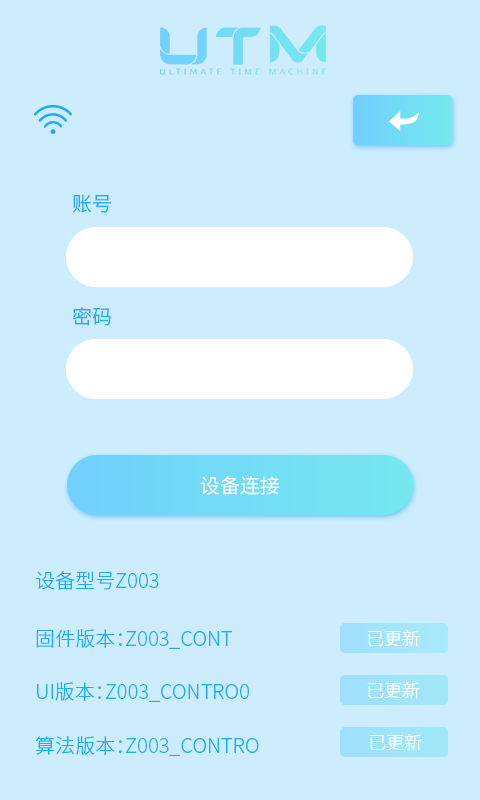 UTM
ULTIMATE TIME MACHINE
账号
密码
设备连接
设备型号Z003
固件版本:Z003_CONT
已更新
UI版本:Z003_CONTRO0
已更新
算法版本:Z003_CONTRO
已更新